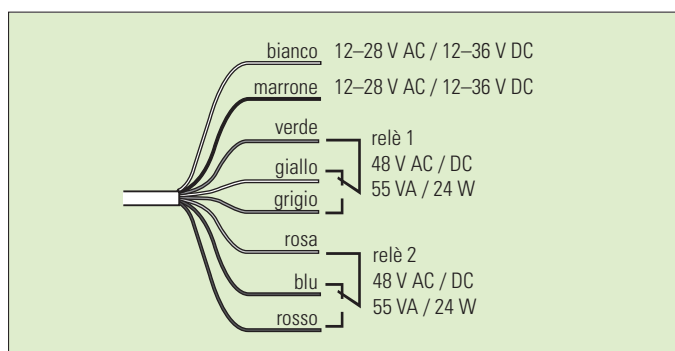 bianco 12–28 V AC / 12–36 V DC
marrone 12–28 V AC / 12–36 V DC
verde
relè 1
giallo
48 V AC / DC
55 VA / 24 W
grigio
rosa
relè 2
blu
48 V AC / DC
55 VA / 24 W
rosso